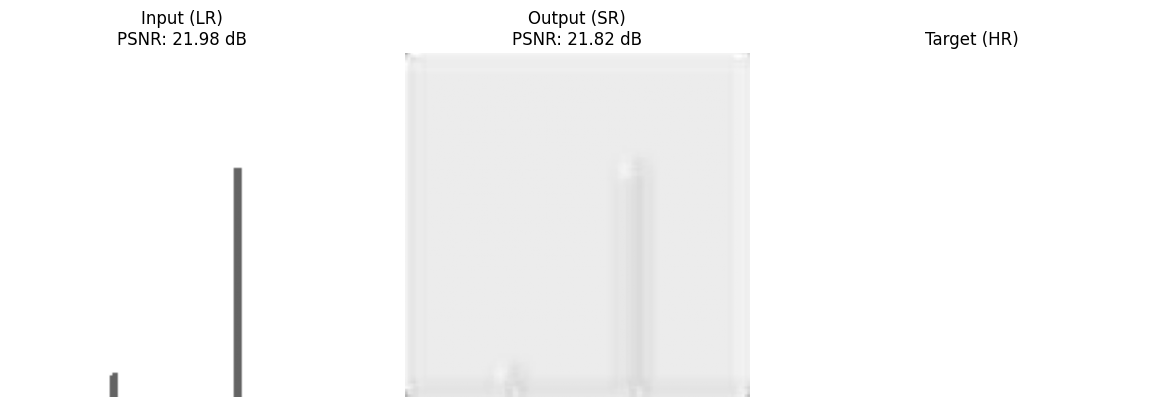 Input (LR)
PSNR: 21.98 dB
Output (SR)
PSNR: 21.82 dB
Target (HR)